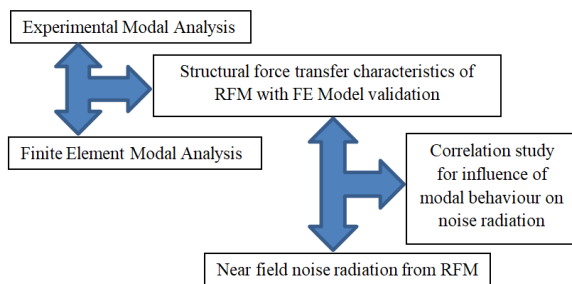 Experimental Modal Analysis
Structural force transfer characteristics of
RFM with FE Model validation
Finite Element Modal Analysis
Correlation study
for influence of
modal behaviour on
noise radiation
Near field noise radiation from RFM